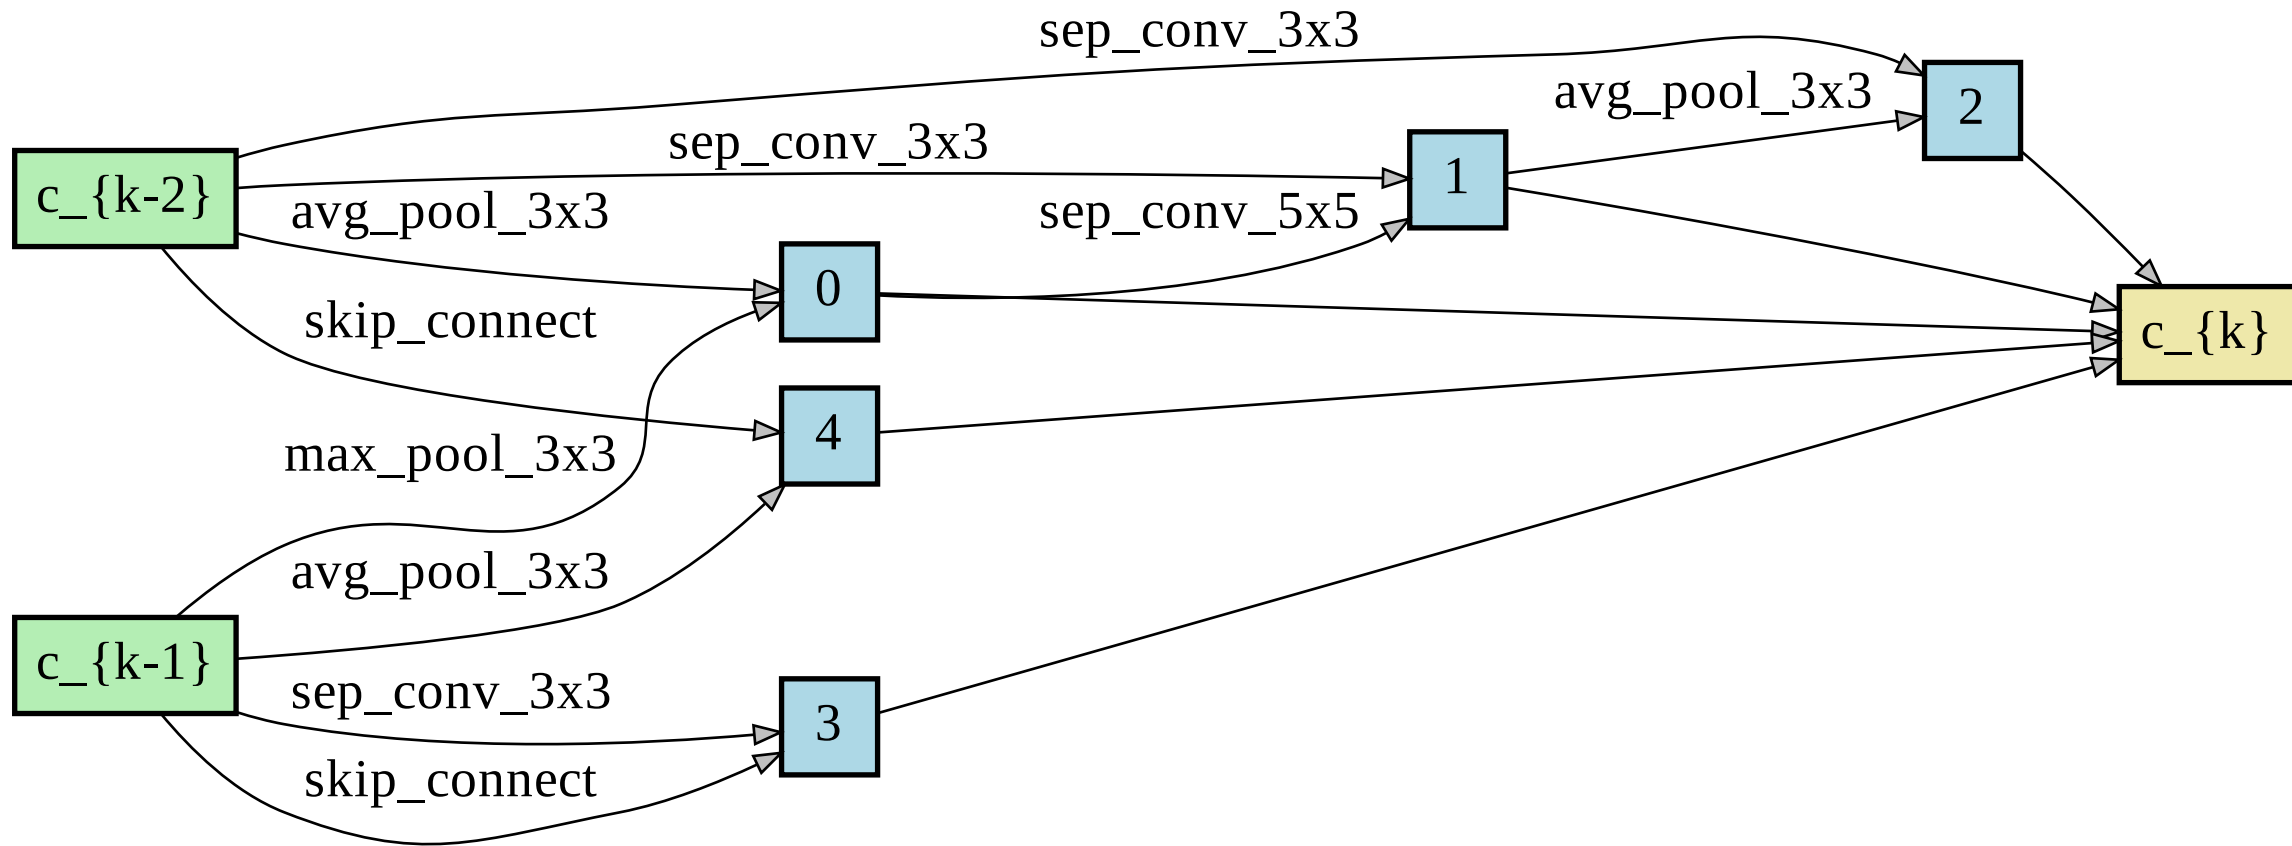 sep_conv_3x3
avg_pool_3x3
2
sep_conv_3x3
1
c_{k-2}
avg_pool_3x3
sep_conv_5x5
0
skip_connect
c_{k}
4
max_pool_3x3
avg_pool_3x3
c_{k-1}
sep_conv_3x3
3
skip_connect